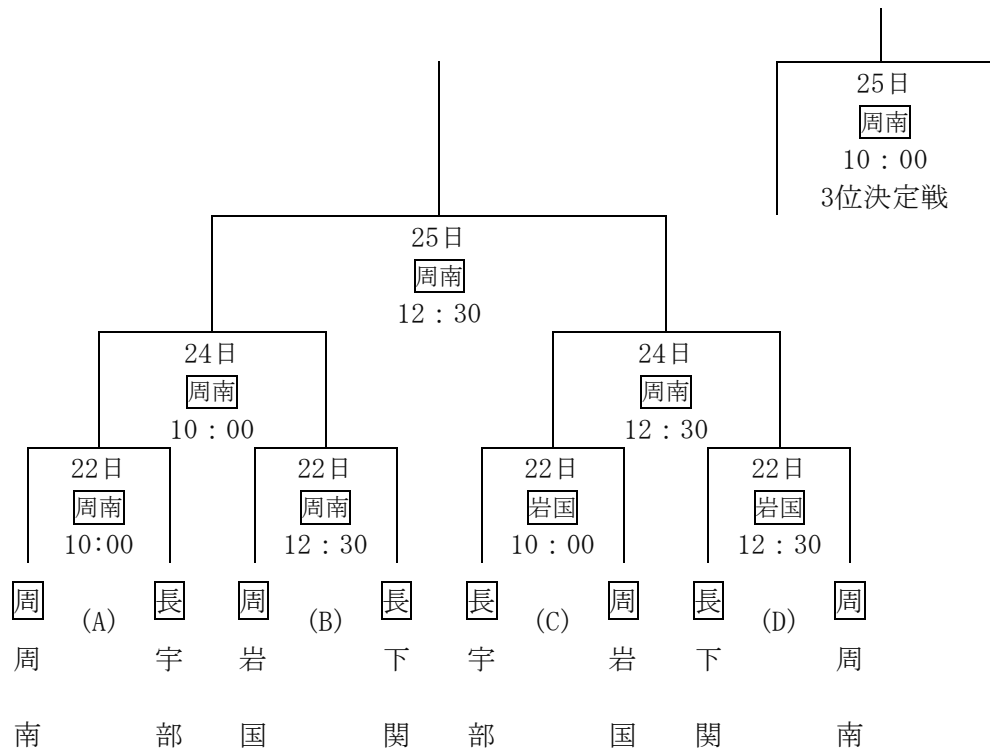 25日
周南
10:00
3位決定戦
25日
周南
12:30
24日
周南
10:00
24日
周南
12:30
22日
周南
10:00
22日
周南
12:30
22日
岩国
10:00
22日
岩国
12:30
周 (A) 長 周 (B) 長 長 (C) 周 長 (D) 周
周南
宇部
岩国
下関
宇部
岩国
下関
周南